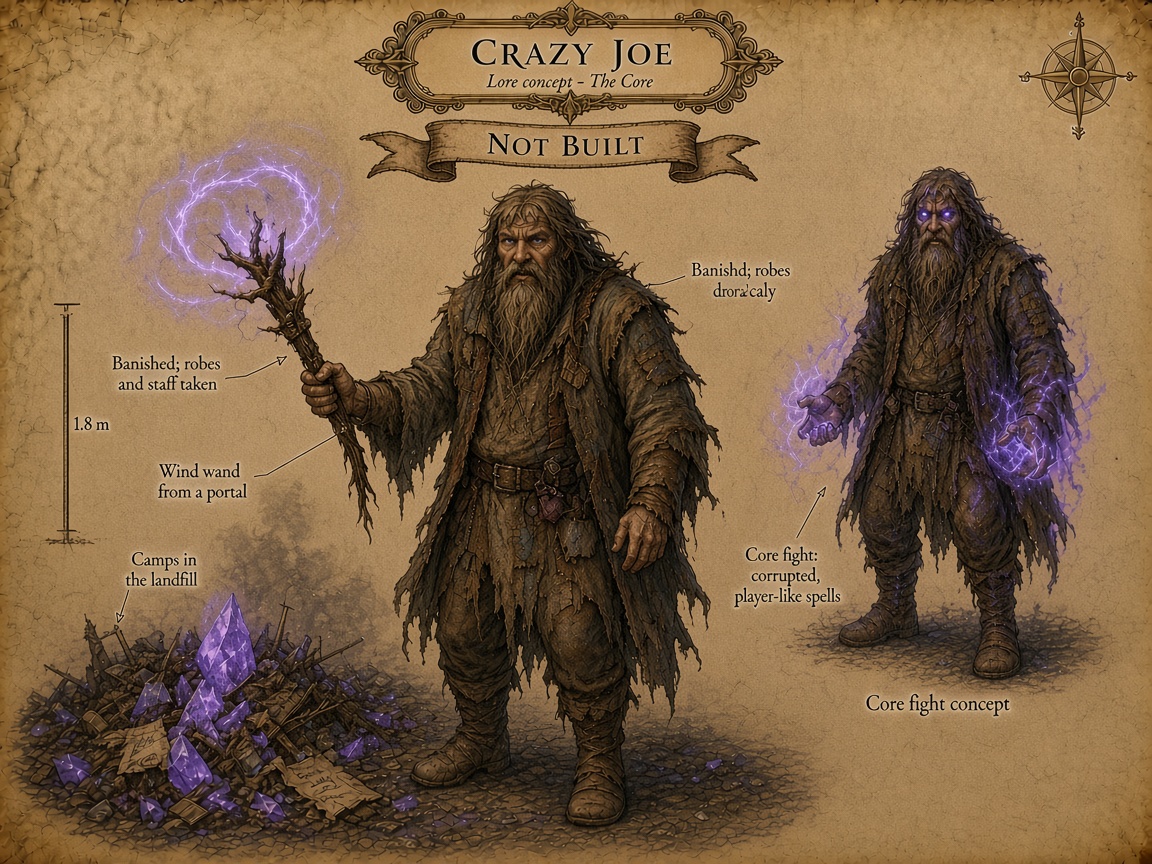 CRAZY JOE
Lore concept – The Core
NOT BUILT
Banishd; robes
Banished; robes
and staff taken
1.8 m
Wind wand
from a portal
Camps in
the landfill
Core fight:
corrupted,
player-like spells
Core fight concept